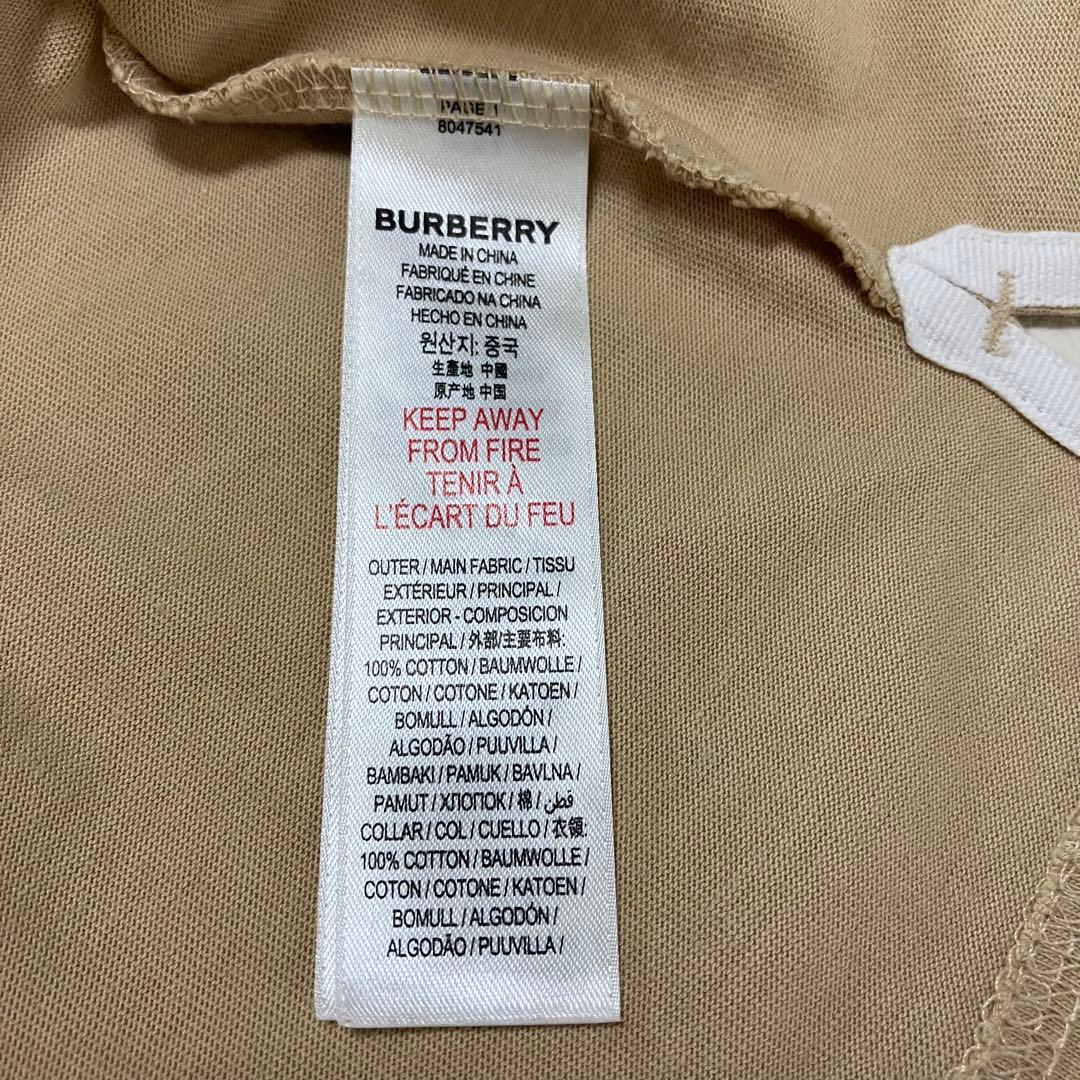 PAGE 1
8047541
BURBERRY
MADE IN CHINA
FABRIQUÉ EN CHINE
FABRICADO NA CHINA
HECHO EN CHINA
원산지: 중국
生產地 中國
原产地 中国
KEEP AWAY
FROM FIRE
TENIR À
L'ÉCART DU FEU
OUTER / MAIN FABRIC / TISSU
EXTÉRIEUR / PRINCIPAL /
EXTERIOR - COMPOSICION
PRINCIPAL / 外部/主要布料:
100% COTTON / BAUMWOLLE /
COTON / COTONE / KATOEN /
BOMULL / ALGODÓN /
ALGODÃO / PUUVILLA /
BAMBAKI / PAMUK / BAVLNA /
PAMUT / ХЛОПОК / 棉 / قطن
COLLAR / COL / CUELLO / 衣領:
100% COTTON / BAUMWOLLE /
COTON / COTONE / KATOEN /
BOMULL / ALGODÓN /
ALGODÃO / PUUVILLA /